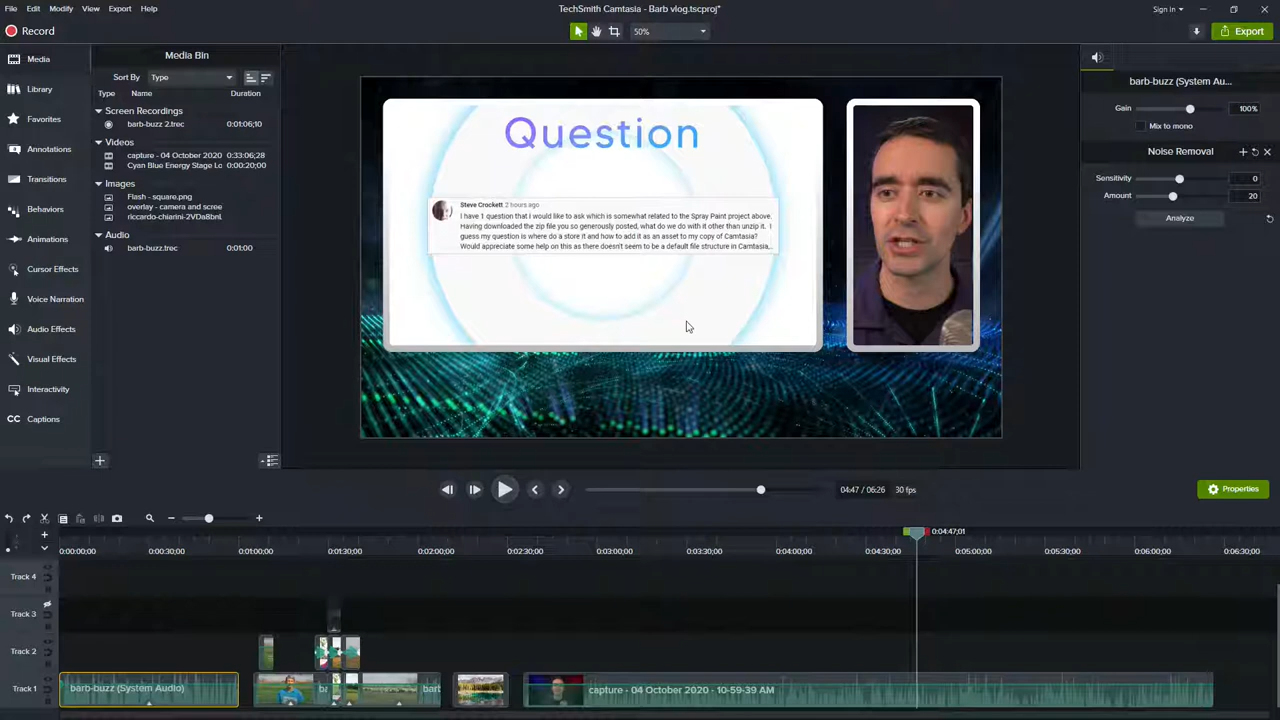 File Edit Modify View Export Help
TechSmith Camtasia - Barb vlog.tscproj*
Sign in
Record
50%
Export
Media
Library
Favorites
Annotations
Transitions
Behaviors
Animations
Cursor Effects
Voice Narration
Audio Effects
Visual Effects
Interactivity
CC Captions
Media Bin
Sort By Type
Type Name Duration
Screen Recordings
barb-buzz 2.trec 0:01:06;10
Videos
capture - 04 October 2020 0:33:06;28
Cyan Blue Energy Stage Lo 0:00:20;00
Images
Flash - square.png
overlay - camera and scree
riccardo-chiarini-2VDa8bnL
Audio
barb-buzz.trec 0:01:00
Question
Steve Crockett 2 hours ago
I have 1 question that I would like to ask which is somewhat related to the Spray Paint project above.
Having downloaded the zip file you so generously posted, what do we do with it other than unzip it. I
guess my question is where do a store it and how to add it as an asset to my copy of Camtasia?
Would appreciate some help on this as there doesn't seem to be a default file structure in Camtasia,..
barb-buzz (System Au...
Gain 100%
Mix to mono
Noise Removal
Sensitivity 0
Amount 20
Analyze
04:47 / 06:26 30 fps
Properties
0:04:47;01
0:00:00;00 0:00:30;00 0:01:00;00 0:01:30;00 0:02:00;00 0:02:30;00 0:03:00;00 0:03:30;00 0:04:00;00 0:04:30;00 0:05:00;00 0:05:30;00 0:06:00;00 0:06:30;00
Track 4
Track 3
Track 2
Track 1
barb-buzz (System Audio)
barb
capture - 04 October 2020 - 10-59-39 AM